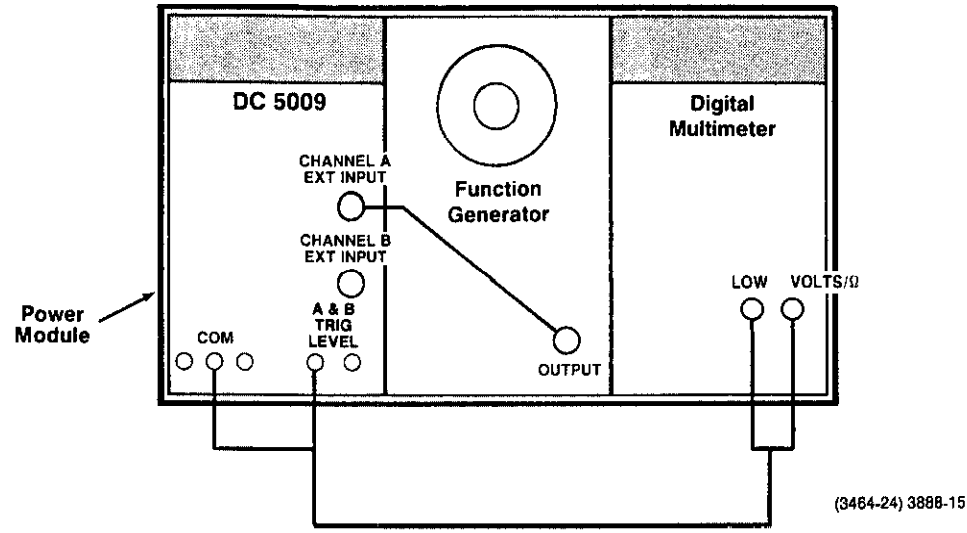 DC 5009
CHANNEL A
EXT INPUT
CHANNEL B
EXT INPUT
A & B
TRIG
LEVEL
COM
Function
Generator
OUTPUT
Digital
Multimeter
LOW
VOLTS/Ω
Power
Module
(3464-24) 3888-15